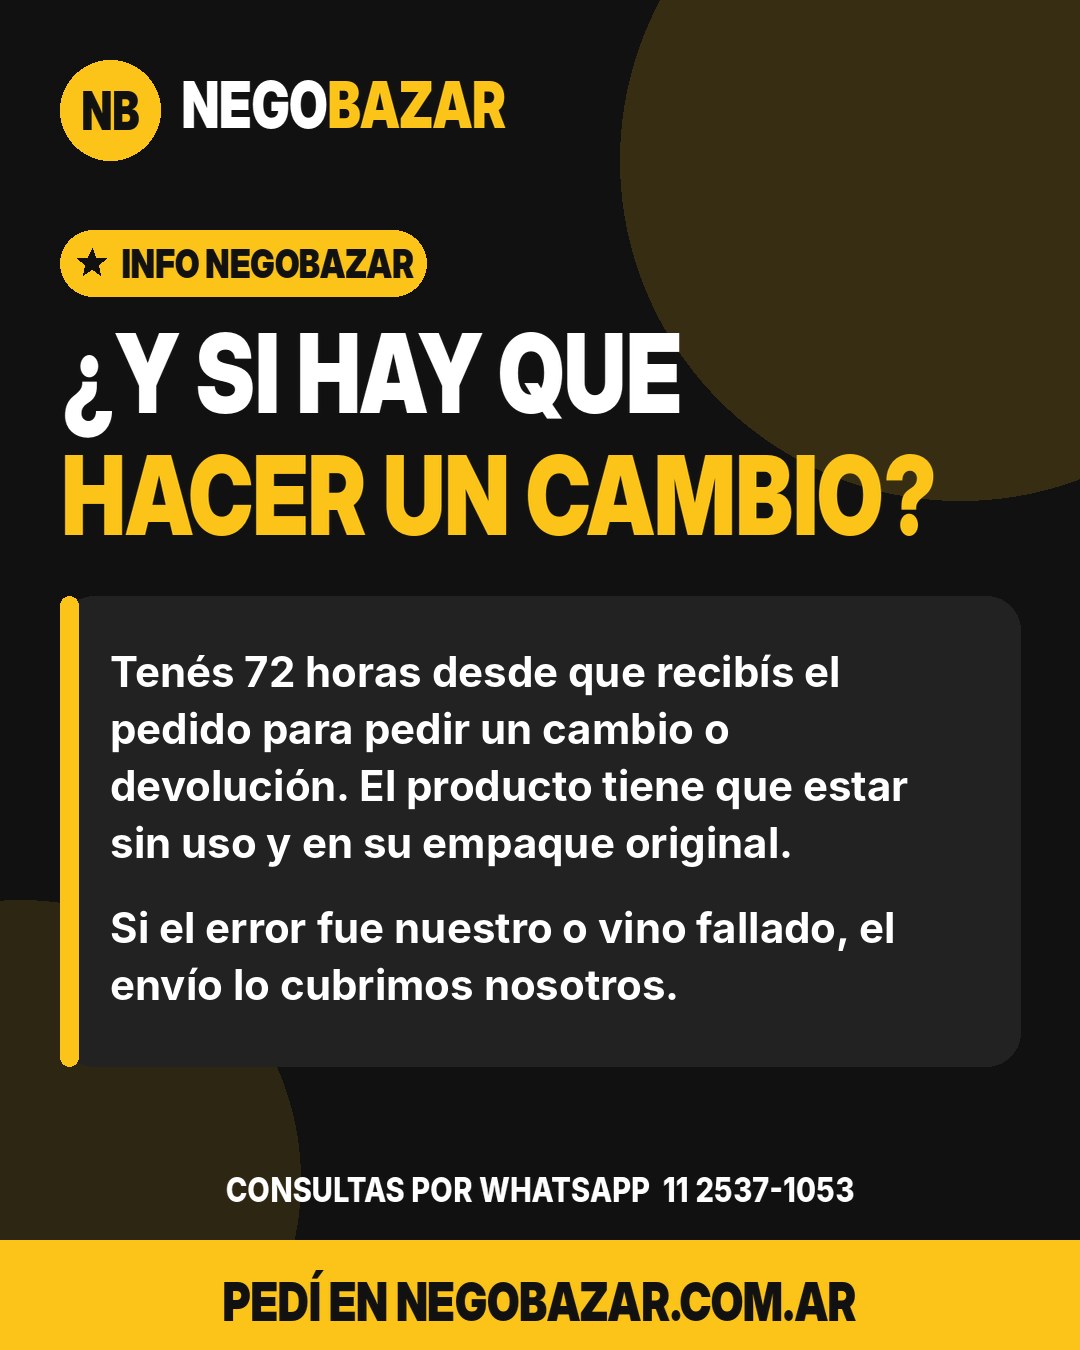 NB
NEGOBAZAR
★ INFO NEGOBAZAR
¿Y SI HAY QUE
HACER UN CAMBIO?
Tenés 72 horas desde que recibís el
pedido para pedir un cambio o
devolución. El producto tiene que estar
sin uso y en su empaque original.
Si el error fue nuestro o vino fallado, el
envío lo cubrimos nosotros.
CONSULTAS POR WHATSAPP 11 2537-1053
PEDÍ EN NEGOBAZAR.COM.AR